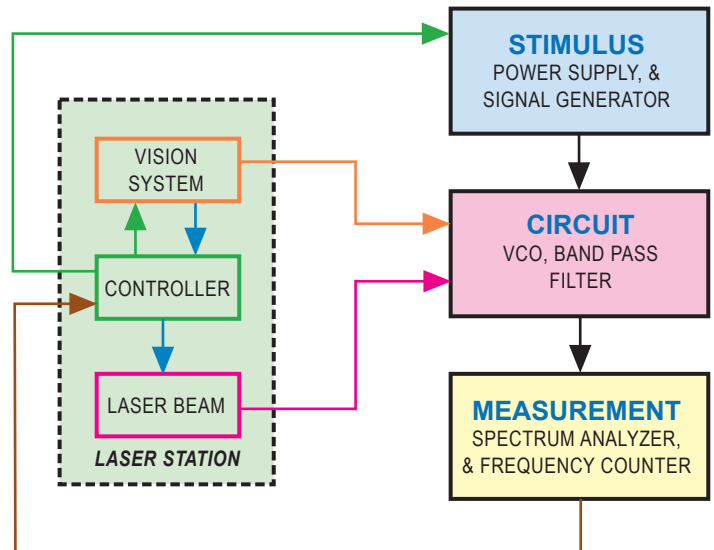 STIMULUS
POWER SUPPLY, &
SIGNAL GENERATOR
VISION
SYSTEM
CIRCUIT
VCO, BAND PASS
FILTER
CONTROLLER
LASER BEAM
MEASUREMENT
SPECTRUM ANALYZER,
& FREQUENCY COUNTER
LASER STATION